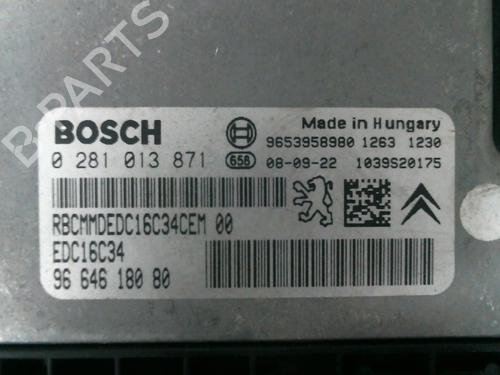 B PARTS
BOSCH
Made in Hungary
9653958980 1263 1230
0 281 013 871
658
08-09-22 1039S20175
RBCMMDEDC16C34CEM 00
EDC16C34
96 646 180 80